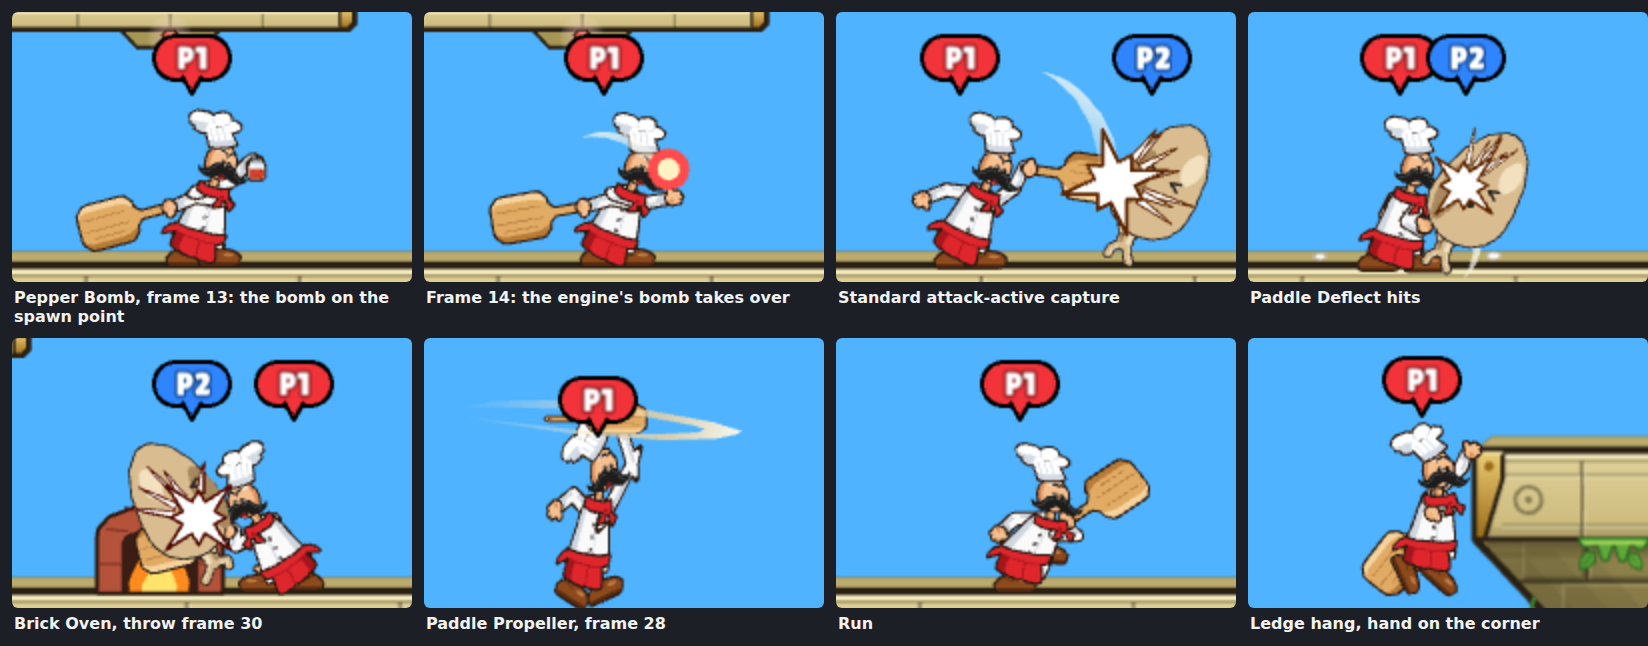 P1
P1
P1 P2
P1 P2
Pepper Bomb, frame 13: the bomb on the
spawn point
Frame 14: the engine's bomb takes over
Standard attack-active capture
Paddle Deflect hits
P2 P1
P1
P1
P1
Brick Oven, throw frame 30
Paddle Propeller, frame 28
Run
Ledge hang, hand on the corner